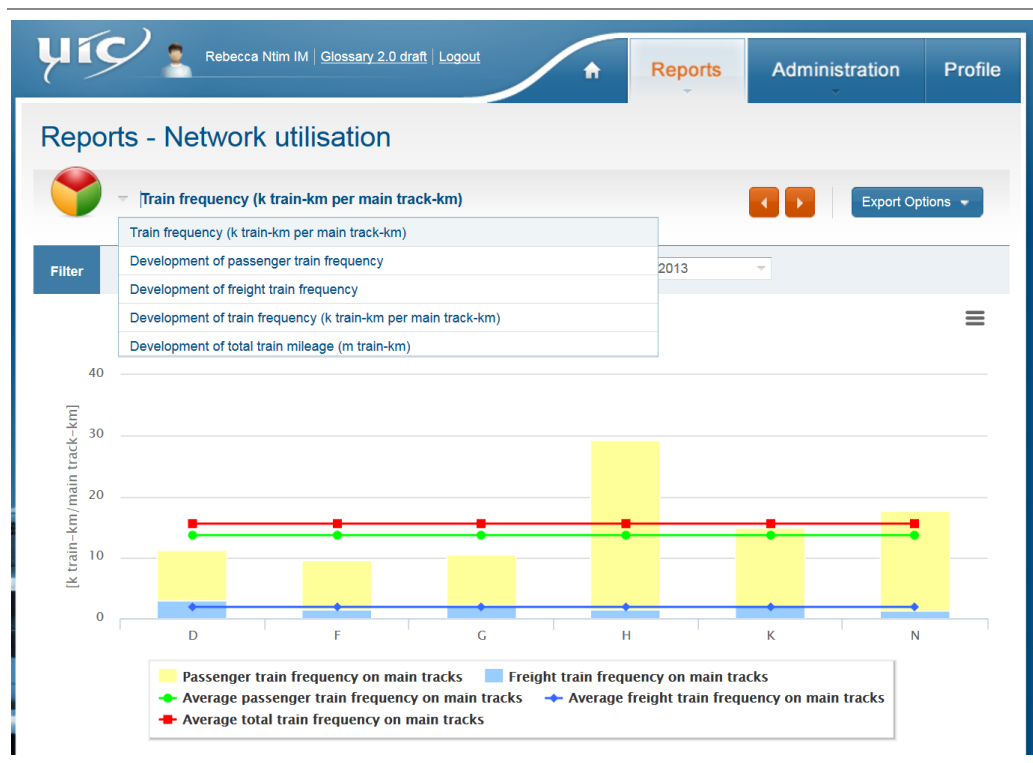 UIC
Rebecca Ntim IM | Glossary 2.0 draft | Logout
Reports
Administration
Profile
Reports - Network utilisation
Train frequency (k train-km per main track-km)
Export Options
Train frequency (k train-km per main track-km)
Development of passenger train frequency
Development of freight train frequency
Development of train frequency (k train-km per main track-km)
Development of total train mileage (m train-km)
Filter
2013
[k train-km/main track-km]
40
30
20
10
0
D F G H K N
Passenger train frequency on main tracks Freight train frequency on main tracks
Average passenger train frequency on main tracks Average freight train frequency on main tracks
Average total train frequency on main tracks